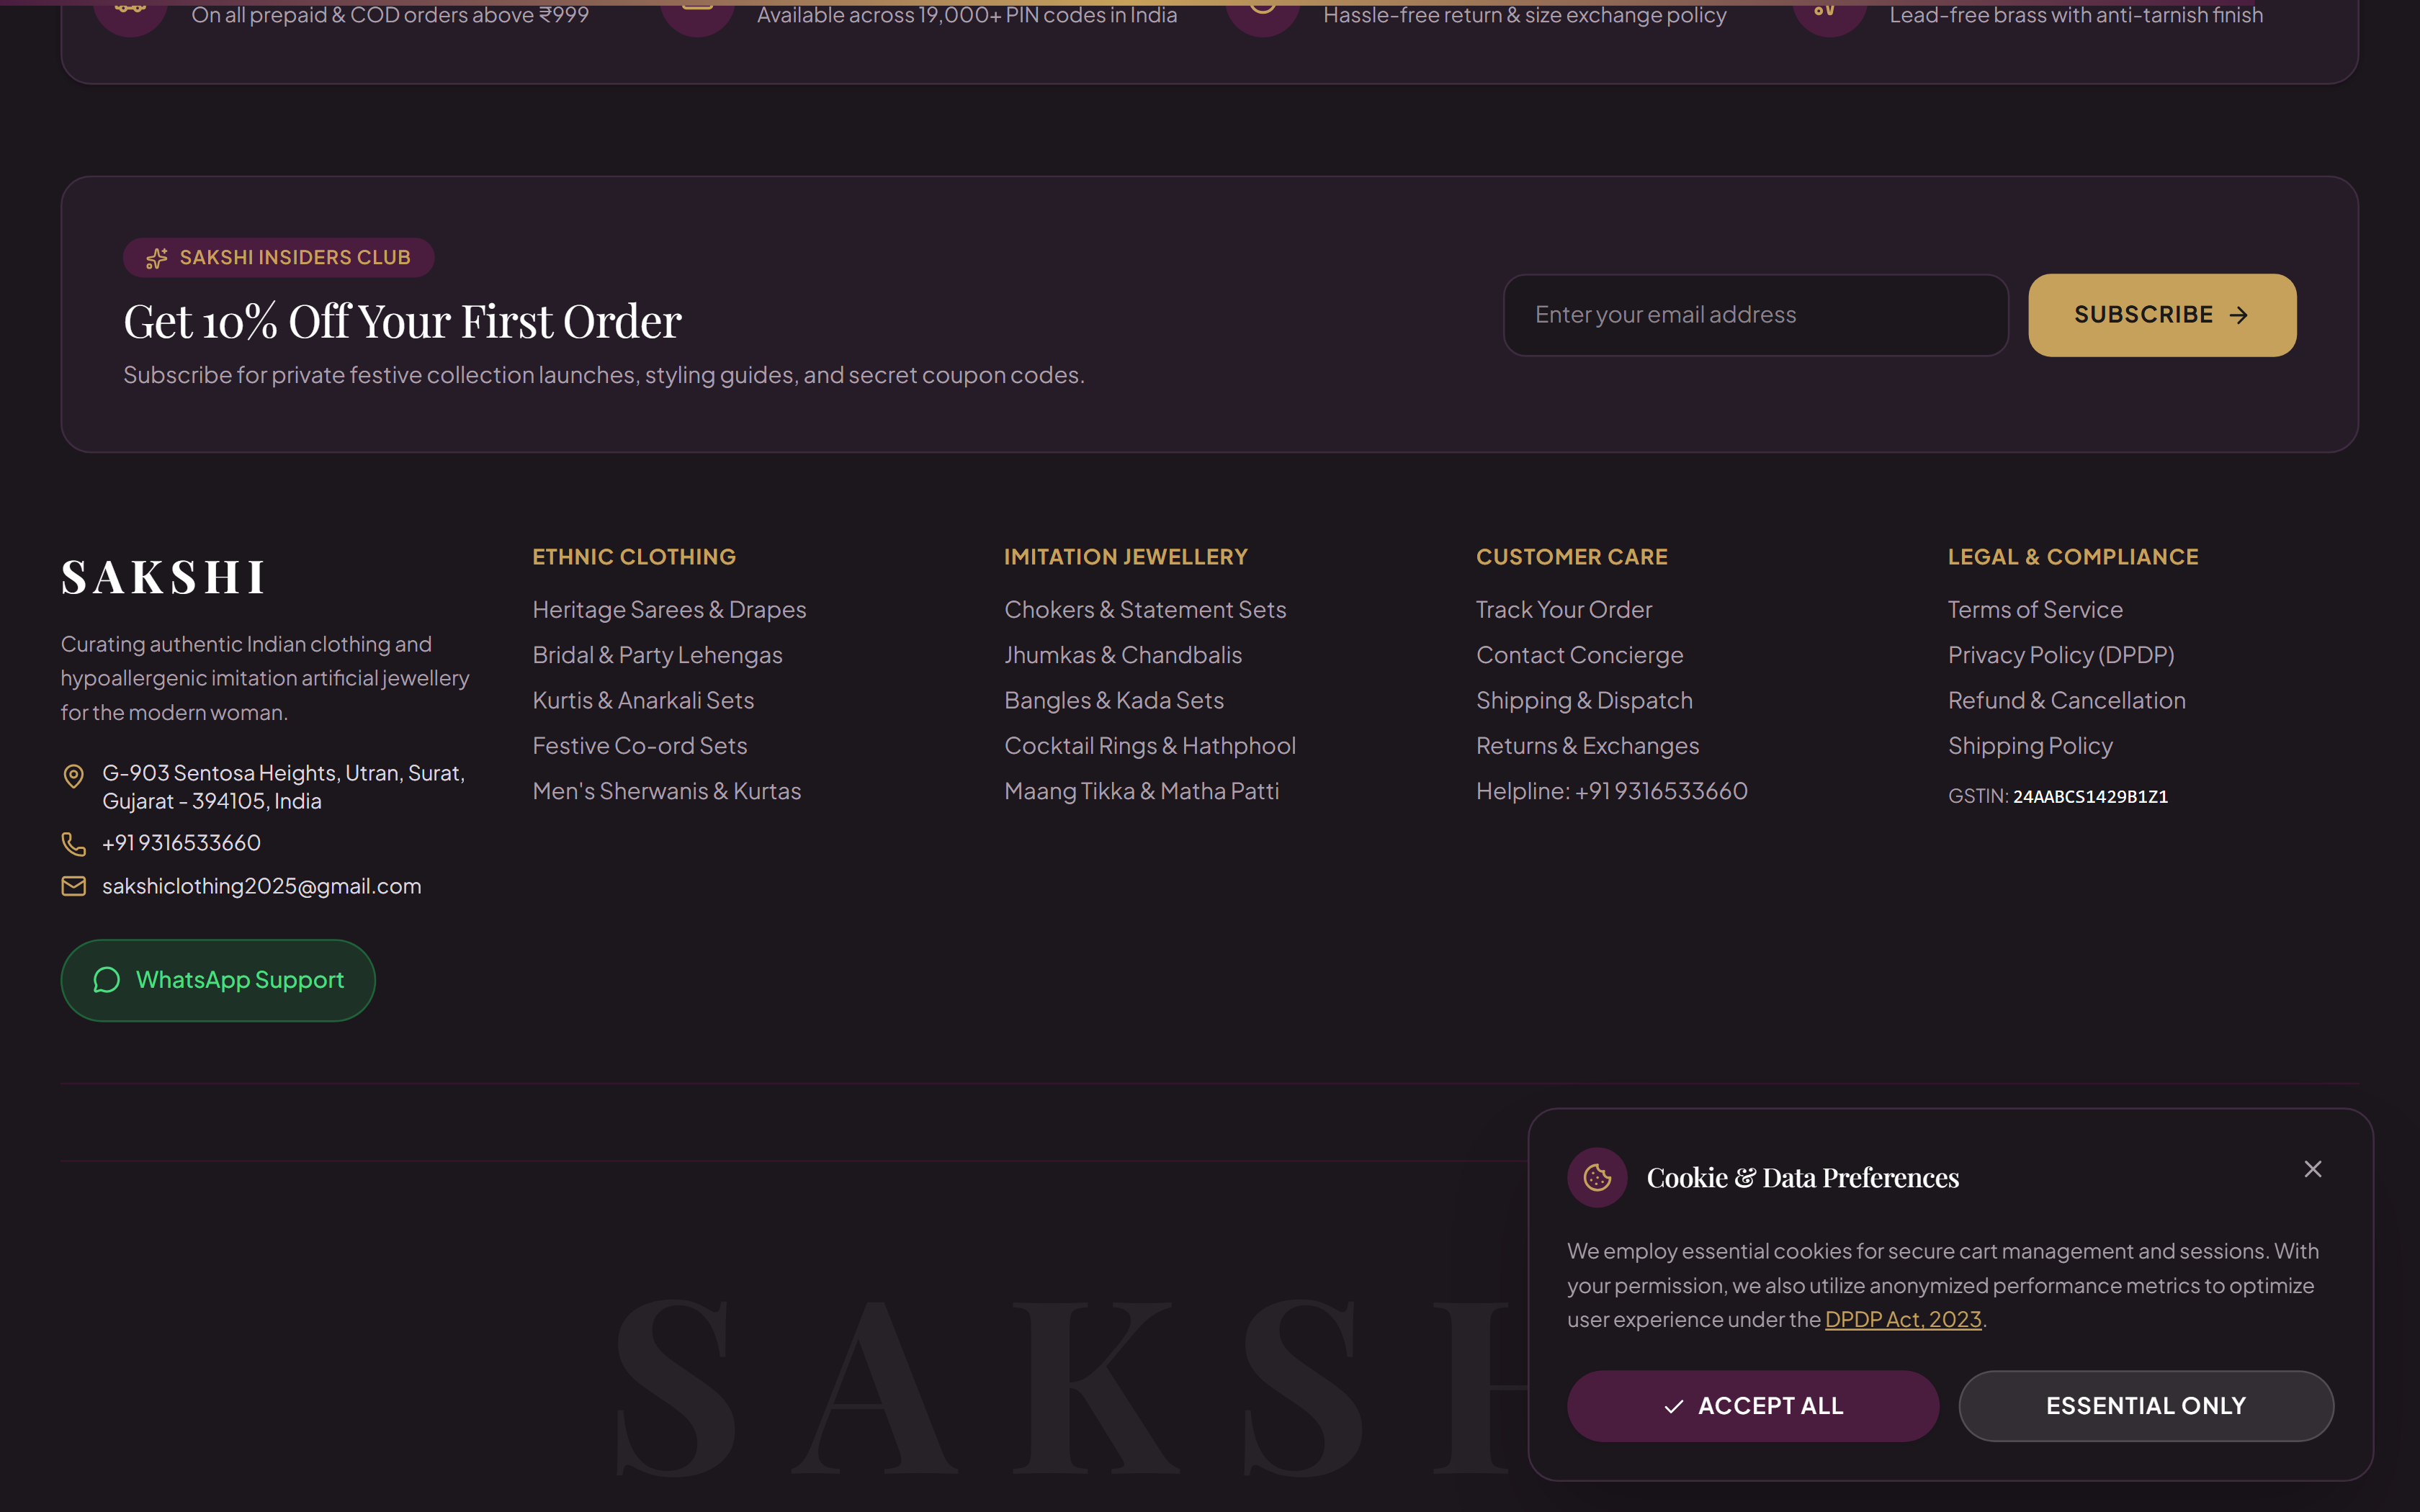 On all prepaid & COD orders above ₹999
Available across 19,000+ PIN codes in India
Hassle-free return & size exchange policy
Lead-free brass with anti-tarnish finish
SAKSHI INSIDERS CLUB
Get 10% Off Your First Order
Subscribe for private festive collection launches, styling guides, and secret coupon codes.
Enter your email address
SUBSCRIBE →
SAKSHI
Curating authentic Indian clothing and
hypoallergenic imitation artificial jewellery
for the modern woman.
G-903 Sentosa Heights, Utran, Surat,
Gujarat - 394105, India
+91 9316533660
sakshiclothing2025@gmail.com
WhatsApp Support
ETHNIC CLOTHING
Heritage Sarees & Drapes
Bridal & Party Lehengas
Kurtis & Anarkali Sets
Festive Co-ord Sets
Men's Sherwanis & Kurtas
IMITATION JEWELLERY
Chokers & Statement Sets
Jhumkas & Chandbalis
Bangles & Kada Sets
Cocktail Rings & Hathphool
Maang Tikka & Matha Patti
CUSTOMER CARE
Track Your Order
Contact Concierge
Shipping & Dispatch
Returns & Exchanges
Helpline: +91 9316533660
LEGAL & COMPLIANCE
Terms of Service
Privacy Policy (DPDP)
Refund & Cancellation
Shipping Policy
GSTIN: 24AABCS1429B1Z1
Cookie & Data Preferences
We employ essential cookies for secure cart management and sessions. With
your permission, we also utilize anonymized performance metrics to optimize
user experience under the DPDP Act, 2023.
ACCEPT ALL
ESSENTIAL ONLY
SAKSH